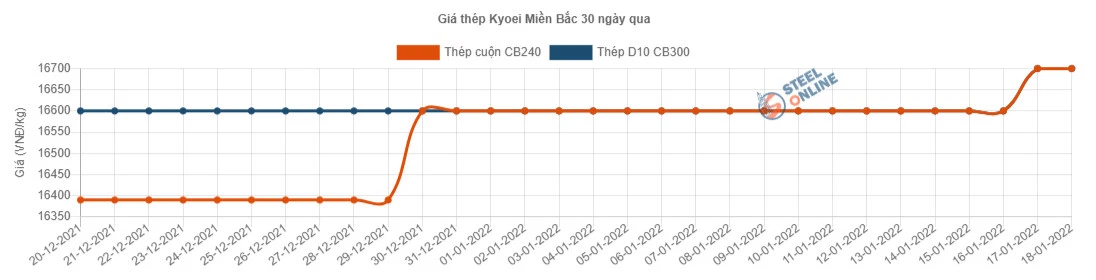 Giá thép Kyoei Miền Bắc 30 ngày qua
Thép cuộn CB240 Thép D10 CB300
16700
16650
16600
16550
16500
16450
16400
16350
Giá (VNĐ/kg)
STEEL
ONLINE
20-12-2021 21-12-2021 22-12-2021 23-12-2021 24-12-2021 25-12-2021 26-12-2021 27-12-2021 28-12-2021 29-12-2021 30-12-2021 31-12-2021 01-01-2022 02-01-2022 03-01-2022 04-01-2022 05-01-2022 06-01-2022 07-01-2022 08-01-2022 09-01-2022 10-01-2022 11-01-2022 12-01-2022 13-01-2022 14-01-2022 15-01-2022 16-01-2022 17-01-2022 18-01-2022